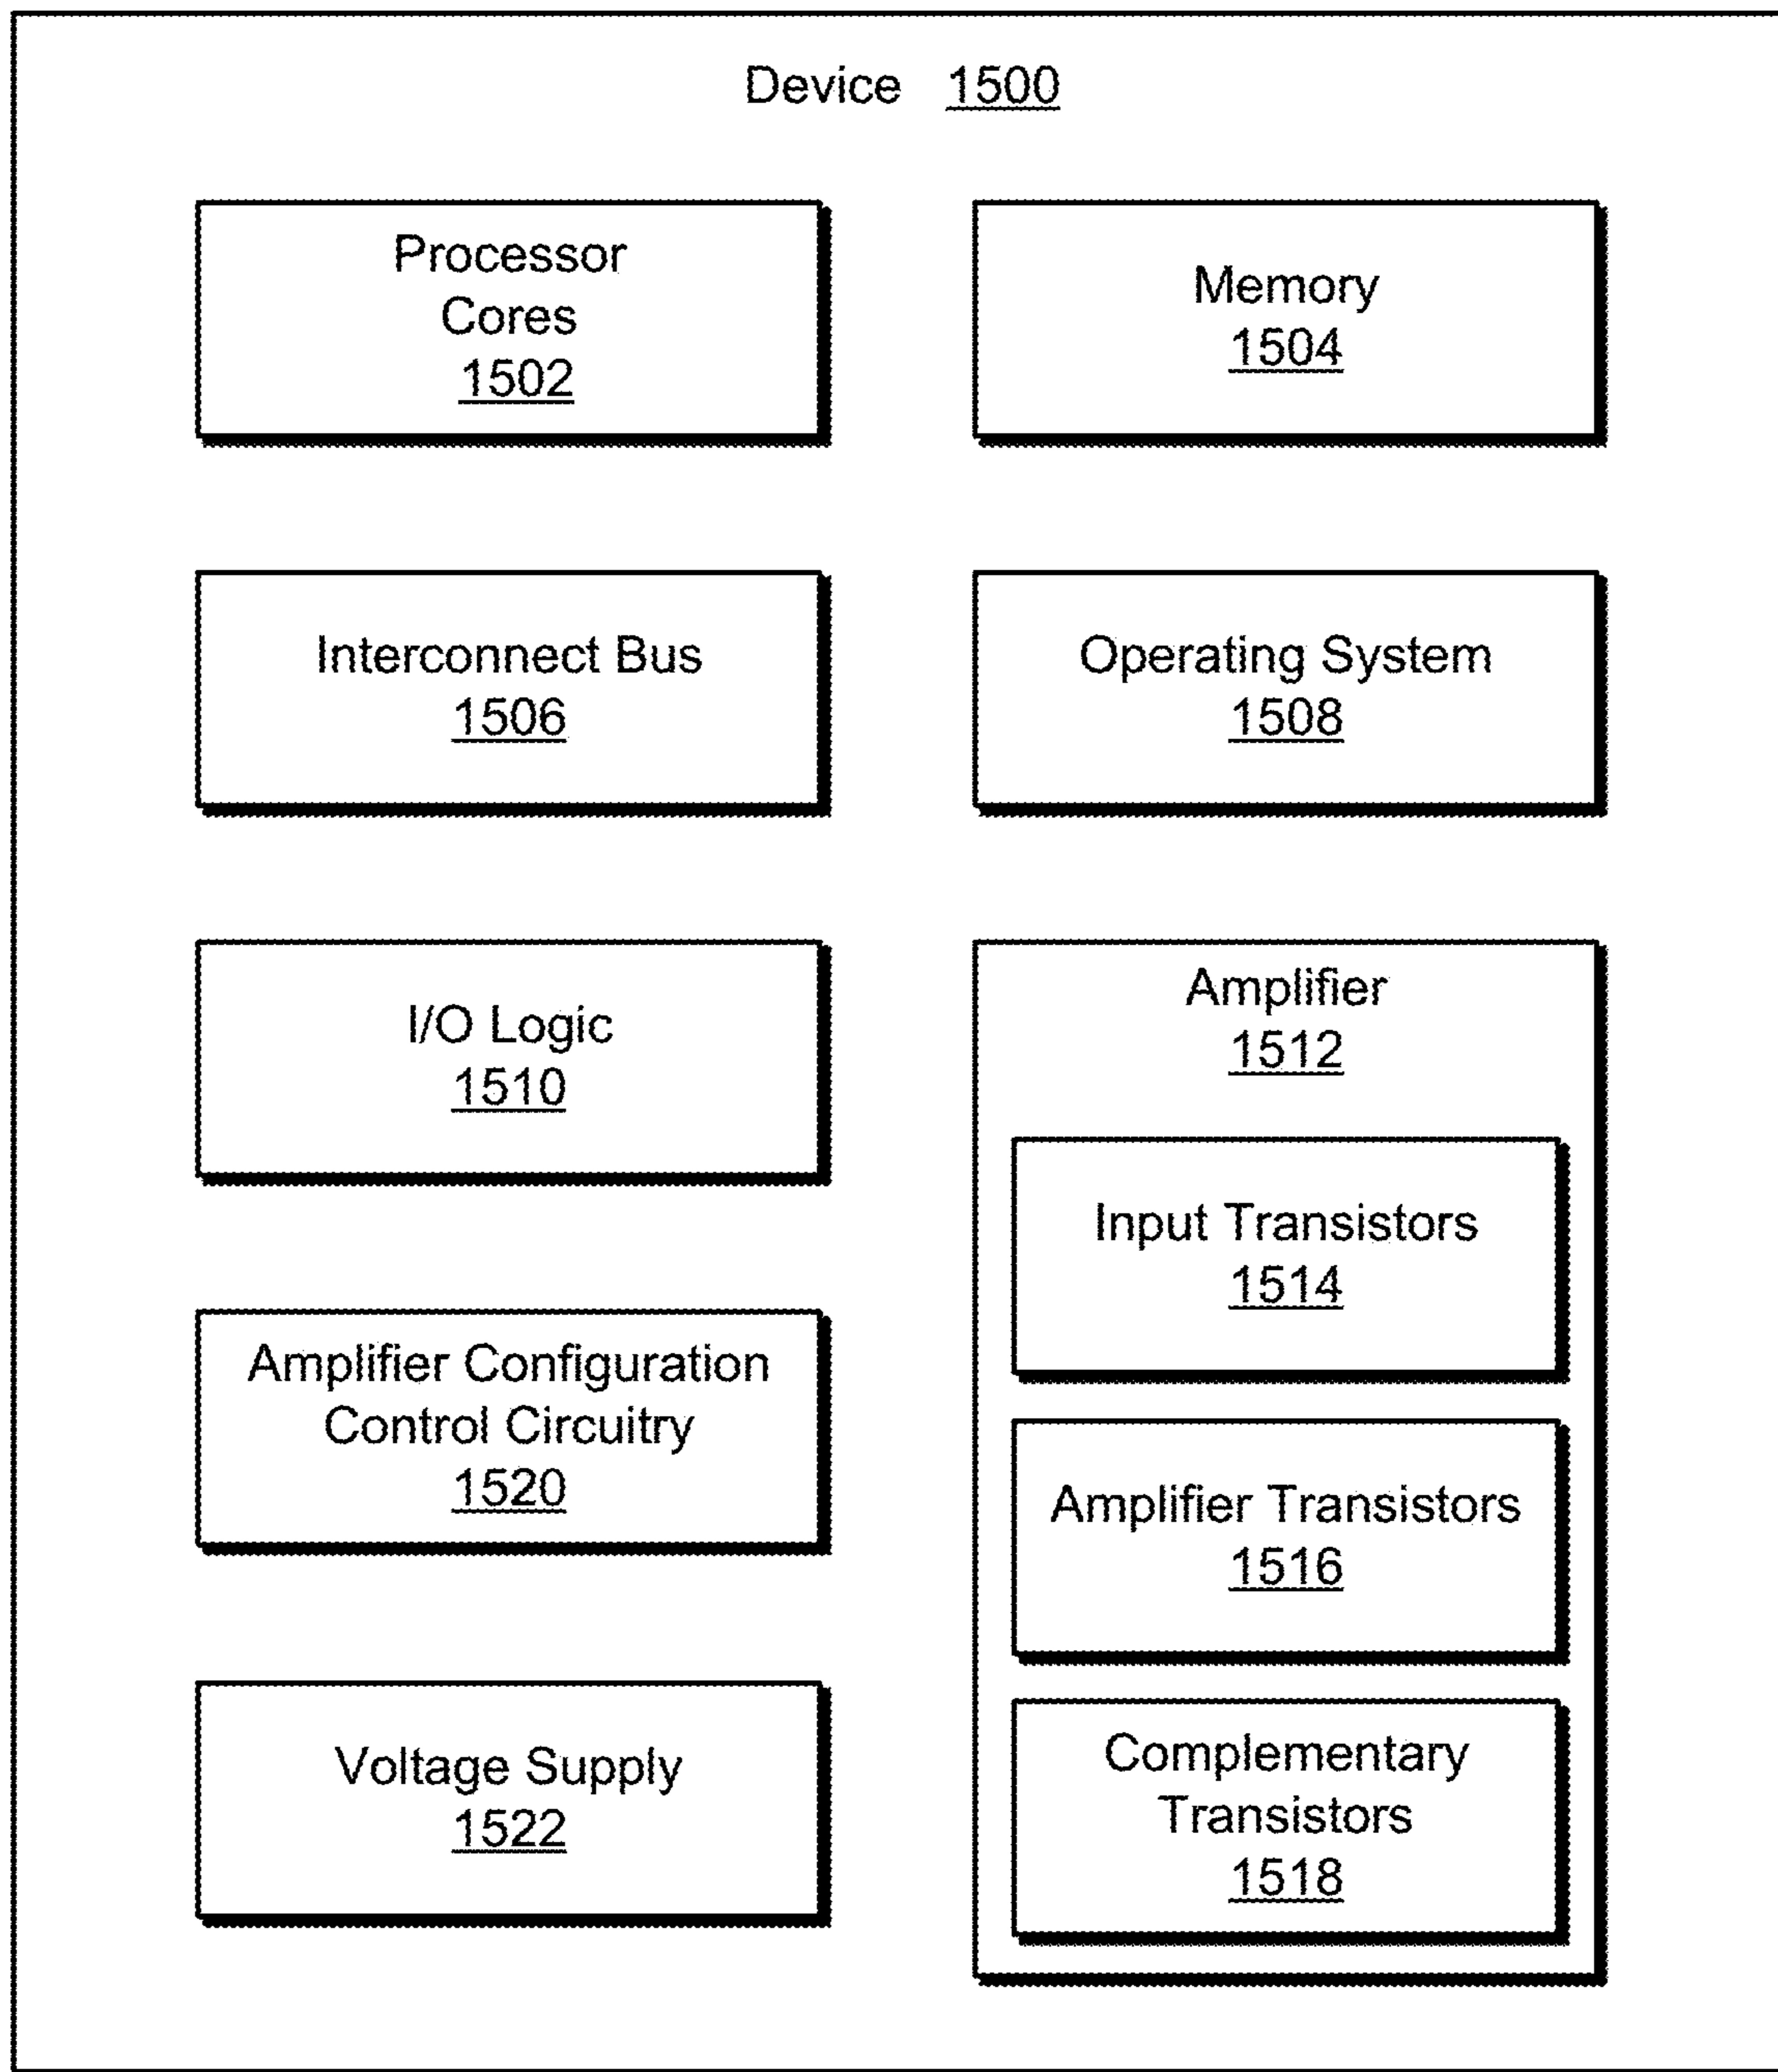 Device 1500
Processor
Cores
1502
Memory
1504
Interconnect Bus
1506
Operating System
1508
I/O Logic
1510
Amplifier
1512
Input Transistors
1514
Amplifier Configuration
Control Circuitry
1520
Amplifier Transistors
1516
Voltage Supply
1522
Complementary
Transistors
1518